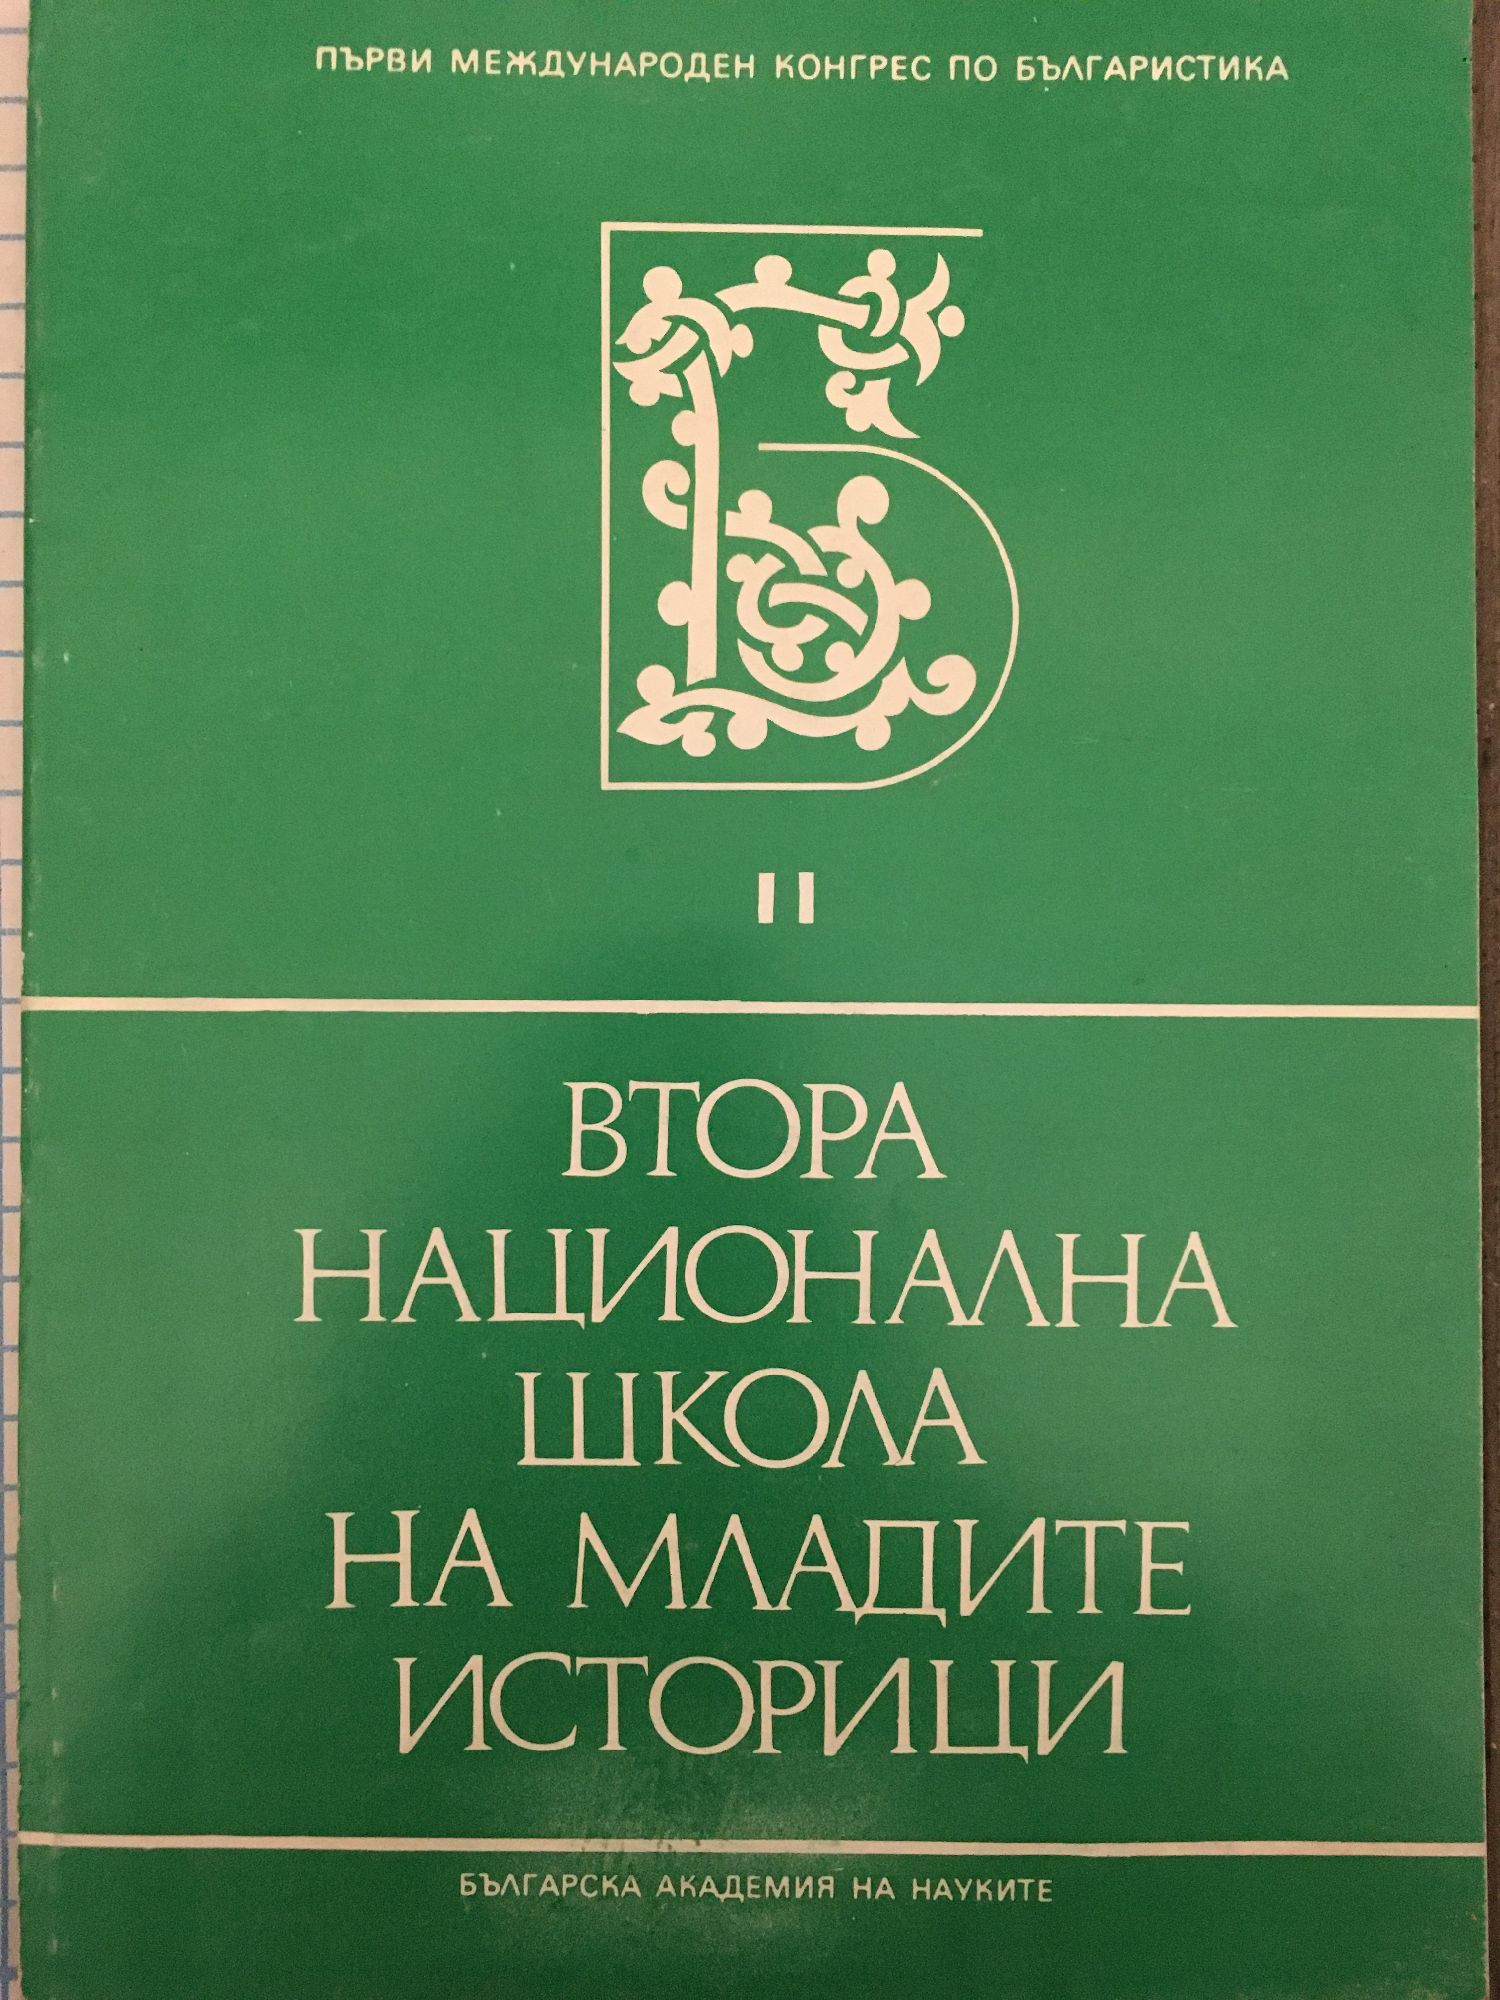 ПЪРВИ МЕЖДУНАРОДЕН КОНГРЕС ПО БЪЛГАРИСТИКА
Б
II
ВТОРА
НАЦИОНАЛНА
ШКОЛА
НА МЛАДИТЕ
ИСТОРИЦИ
БЪЛГАРСКА АКАДЕМИЯ НА НАУКИТЕ